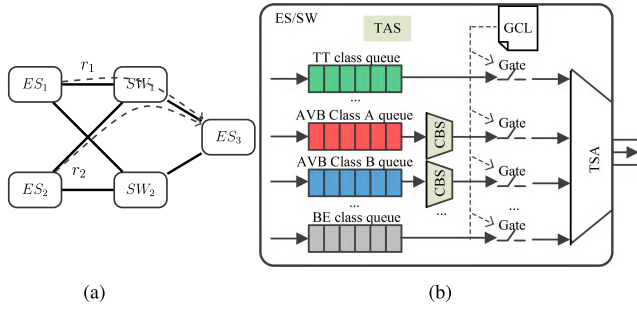 ES/SW
TAS
GCL
r1
ES1
SW1
ES3
ES2
r2
SW2
TT class queue
Gate
...
AVB Class A queue
CBS
Gate
AVB Class B queue
CBS
Gate
...
...
BE class queue
Gate
TSA
(a)
(b)